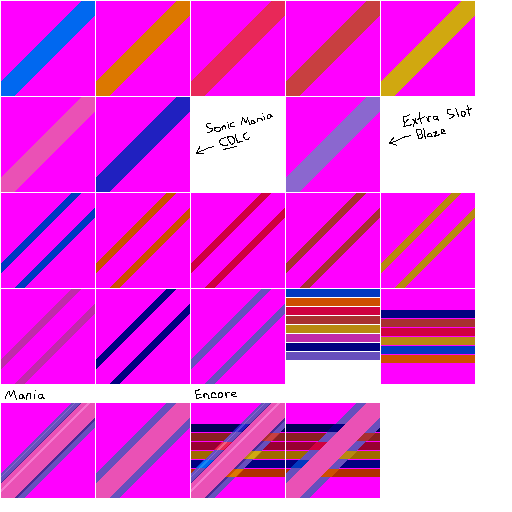 Sonic Mania
CDLC
Extra Slot
Blaze
Mania
Encore